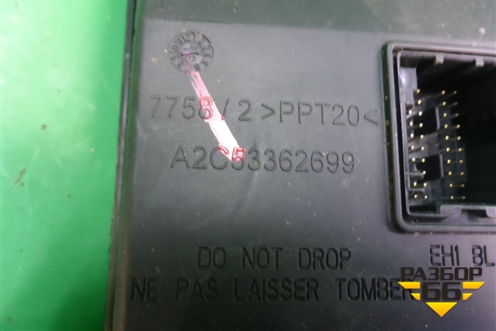 7758 / 2 >PPT20<
A2C53362699
DO NOT DROP
EH1 BL
NE PAS LAISSER TOMBER
РАЗБОР
66